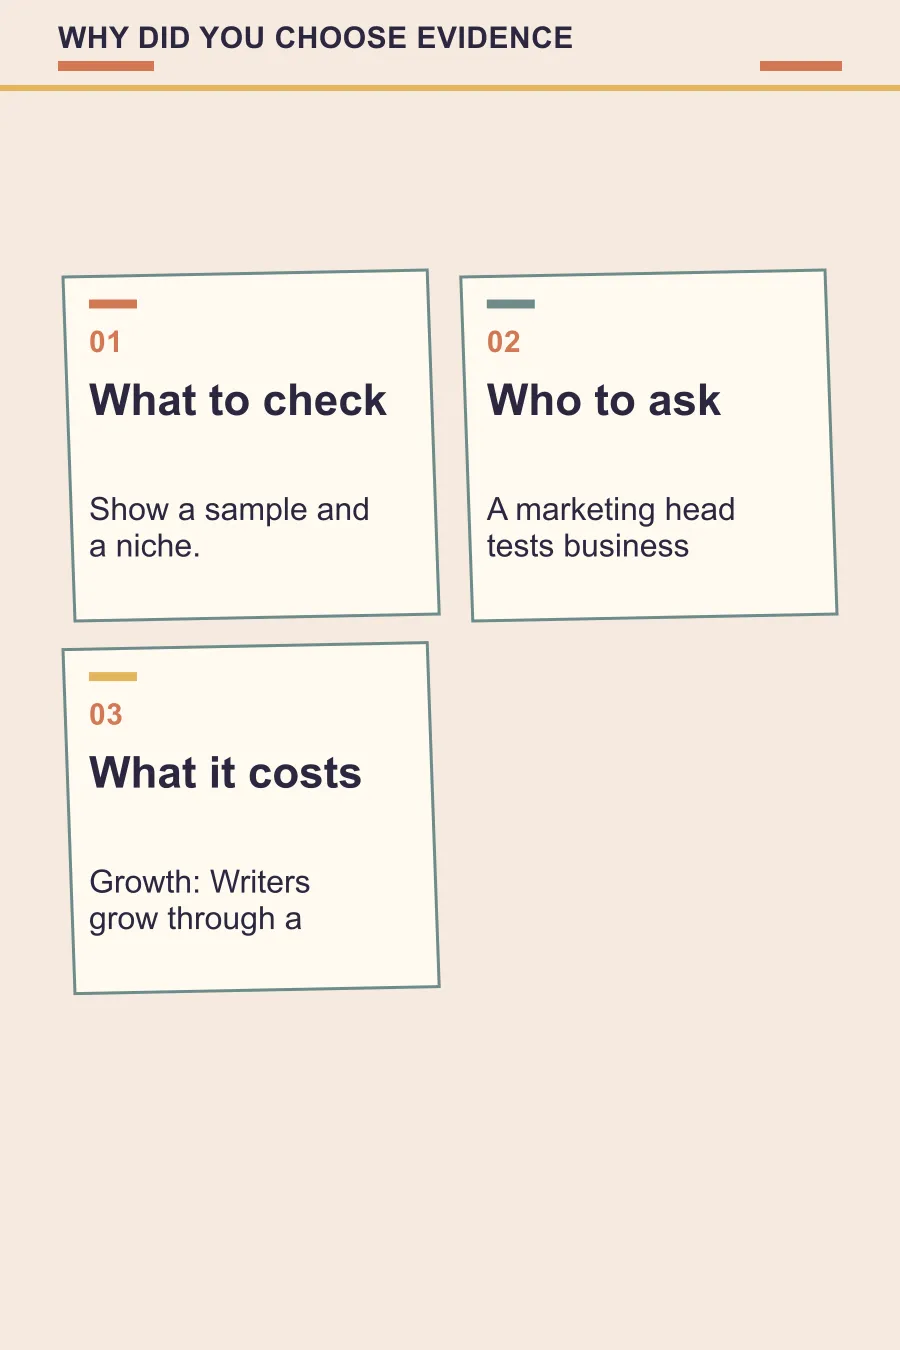 WHY DID YOU CHOOSE EVIDENCE
01
What to check
Show a sample and
a niche.
02
Who to ask
A marketing head
tests business
03
What it costs
Growth: Writers
grow through a